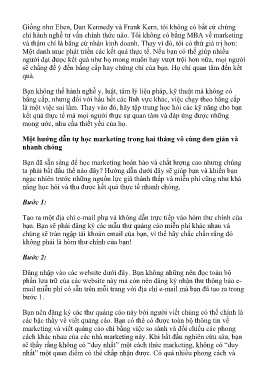 Giống như Eben, Dan Kennedy và Frank Kern, tôi không có bất cứ chứng
chỉ hành nghề tư vấn chính thức nào. Tôi không có bằng MBA về marketing
và thậm chí là bằng cử nhân kinh doanh. Thay vì đó, tôi có thứ giá trị hơn:
Một danh mục phát triển các kết quả thực tế. Nếu bạn có thể giúp nhiều
người đạt được kết quả như họ mong muốn hay vượt trội hơn nữa, mọi người
sẽ chẳng để ý đến bằng cấp hay chứng chỉ của bạn. Họ chỉ quan tâm đến kết
quả.
Bạn không thể hành nghề y, luật, tâm lý liệu pháp, kỹ thuật mà không có
bằng cấp, nhưng đối với hầu hết các lĩnh vực khác, việc chạy theo bằng cấp
là một việc sai lầm. Thay vào đó, hãy tập trung học hỏi các kỹ năng cho bạn
kết quả thực tế mà mọi người thực sự quan tâm và đáp ứng được những
mong ước, nhu cầu thiết yếu của họ.
Một hướng dẫn tự học marketing trong hai tháng vô cùng đơn giản và
nhanh chóng
Bạn đã sẵn sàng để học marketing hoàn hảo và chất lượng cao nhưng chúng
ta phải bắt đầu thế nào đây? Hướng dẫn dưới đây sẽ giúp bạn và khiến bạn
ngạc nhiên trước những nguồn lực giá thành thấp và miễn phí cũng như khả
năng học hỏi và thu được kết quả thực tế nhanh chóng.
Bước 1:
Tạo ra một địa chỉ e-mail phụ và không dẫn trực tiếp vào hòm thư chính của
bạn. Bạn sẽ phải đăng ký các mẫu thư quảng cáo miễn phí khác nhau và
chúng sẽ tràn ngập tài khoản email của bạn, vì thế hãy chắc chắn rằng đó
không phải là hòm thư chính của bạn!
Bước 2:
Đăng nhập vào các website dưới đây. Bạn không những nên đọc toàn bộ
phần lưu trữ của các website này mà còn nên đăng ký nhận thư thông báo e-
mail miễn phí có sẵn trên mỗi trang với địa chỉ e-mail mà bạn đã tạo ra trong
bước 1.
Bạn nên đăng ký các thư quảng cáo này bởi người viết chúng có thể chính là
các bậc thầy về viết quảng cáo. Bạn có thể có được toàn bộ thông tin về
marketing và viết quảng cáo chỉ bằng việc so sánh và đối chiếu các phong
cách khác nhau của các nhà marketing này. Khi bắt đầu nghiên cứu sâu, bạn
sẽ thấy rằng không có “duy nhất” một cách thức hiệu quả. Không có “duy
nhất” một quan điểm có thể chấp nhận được. Có quá nhiều phong cách và